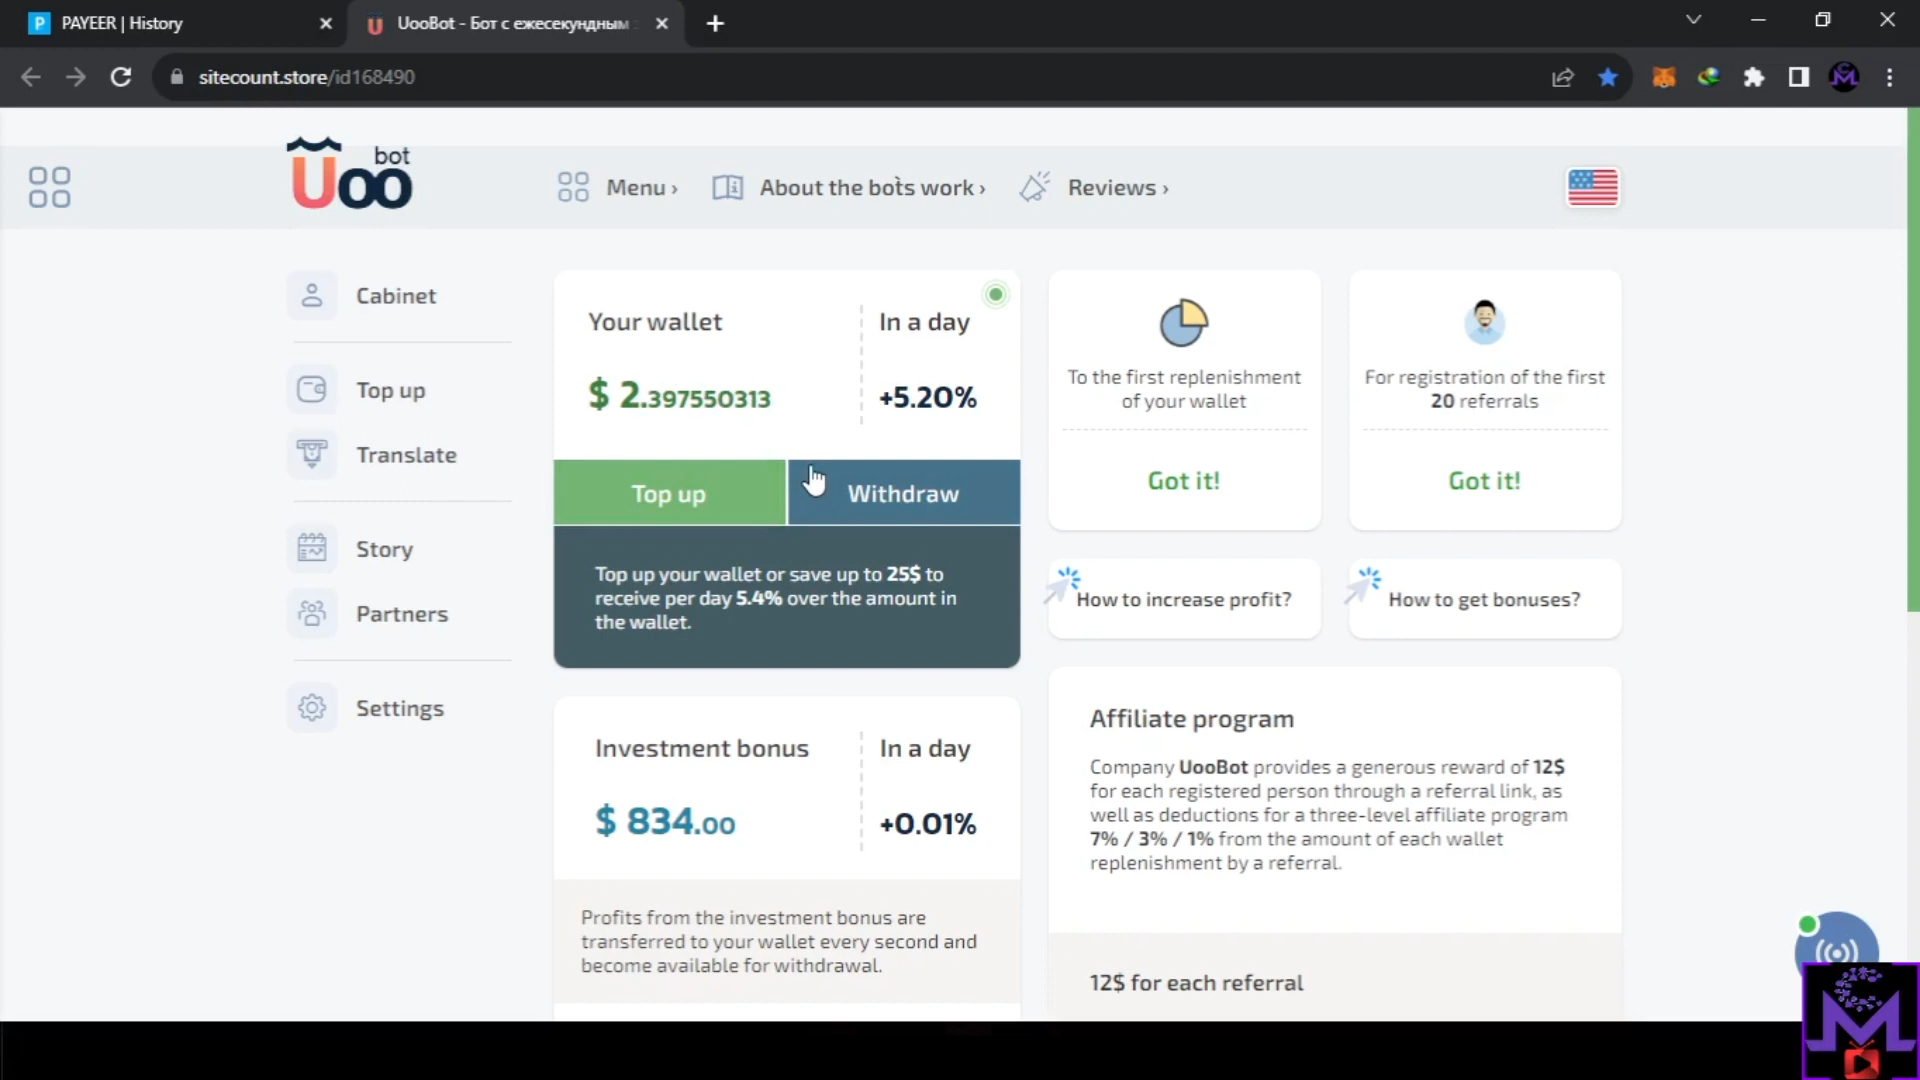 PAYEER | History
UooBot - Бот с ежесекундным
sitecount.store/id168490
Uoo bot
Menu ›
About the bot`s work ›
Reviews ›
Cabinet
Top up
Translate
Story
Partners
Settings
Your wallet
In a day
$ 2.397550313
+5.20%
Top up
Withdraw
Top up your wallet or save up to 25$ to
receive per day 5.4% over the amount in
the wallet.
Investment bonus
In a day
$ 834.00
+0.01%
Profits from the investment bonus are
transferred to your wallet every second and
become available for withdrawal.
To the first replenishment
of your wallet
Got it!
For registration of the first
20 referrals
Got it!
How to increase profit?
How to get bonuses?
Affiliate program
Company UooBot provides a generous reward of 12$
for each registered person through a referral link, as
well as deductions for a three-level affiliate program
7% / 3% / 1% from the amount of each wallet
replenishment by a referral.
12$ for each referral